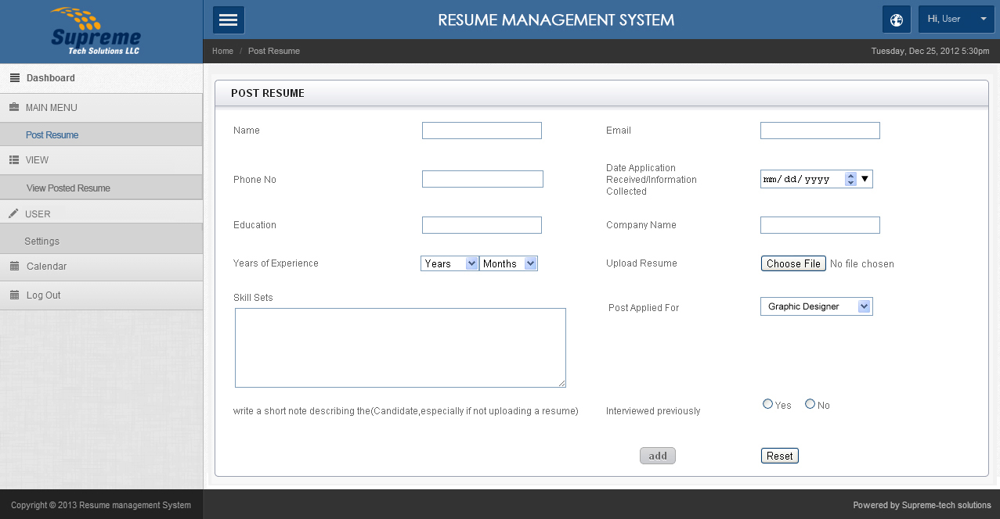 Supreme
Tech Solutions LLC
RESUME MANAGEMENT SYSTEM
Hi, User
Home / Post Resume
Tuesday, Dec 25, 2012 5:30pm
Dashboard
MAIN MENU
Post Resume
VIEW
View Posted Resume
USER
Settings
Calendar
Log Out
POST RESUME
Name
Email
Phone No
Date Application
Received/Information
Collected
mm/dd/yyyy
Education
Company Name
Years of Experience
Years
Months
Upload Resume
Choose File No file chosen
Skill Sets
Post Applied For
Graphic Designer
write a short note describing the(Candidate,especially if not uploading a resume)
Interviewed previously
Yes
No
add
Reset
Copyright © 2013 Resume management System
Powered by Supreme-tech solutions